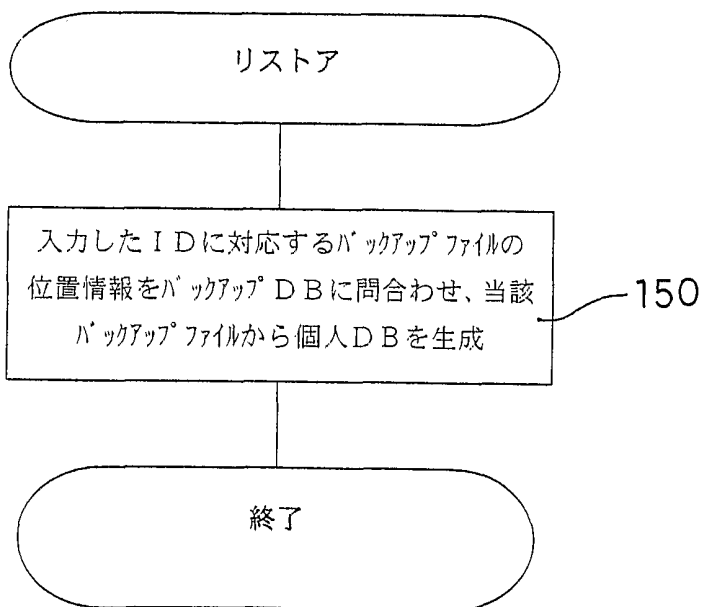 リストア
入力したＩＤに対応するﾊﾞｯｸｱｯﾌﾟﾌｧｲﾙの
位置情報をﾊﾞｯｸｱｯﾌﾟＤＢに問合わせ、当該
ﾊﾞｯｸｱｯﾌﾟﾌｧｲﾙから個人ＤＢを生成
150
終了